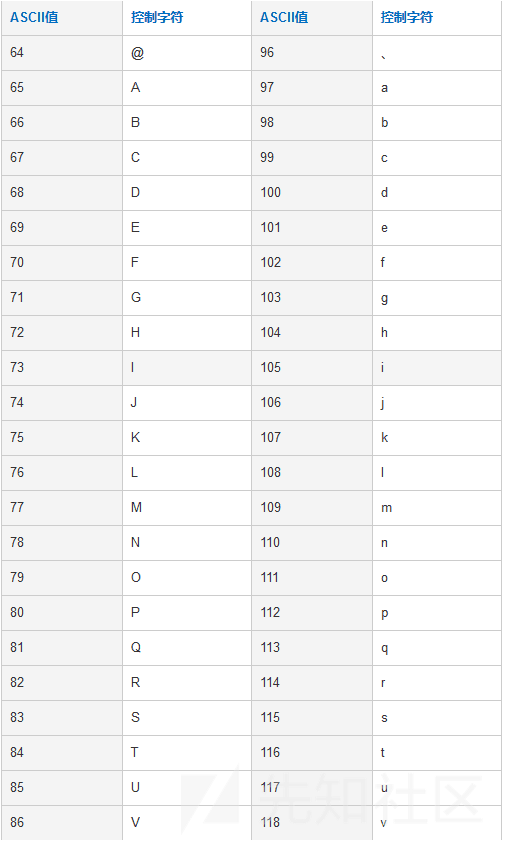 ASCII值 控制字符 ASCII值 控制字符
64 @ 96 、
65 A 97 a
66 B 98 b
67 C 99 c
68 D 100 d
69 E 101 e
70 F 102 f
71 G 103 g
72 H 104 h
73 I 105 i
74 J 106 j
75 K 107 k
76 L 108 l
77 M 109 m
78 N 110 n
79 O 111 o
80 P 112 p
81 Q 113 q
82 R 114 r
83 S 115 s
84 T 116 t
85 U 117 u
86 V 118 v
先知社区